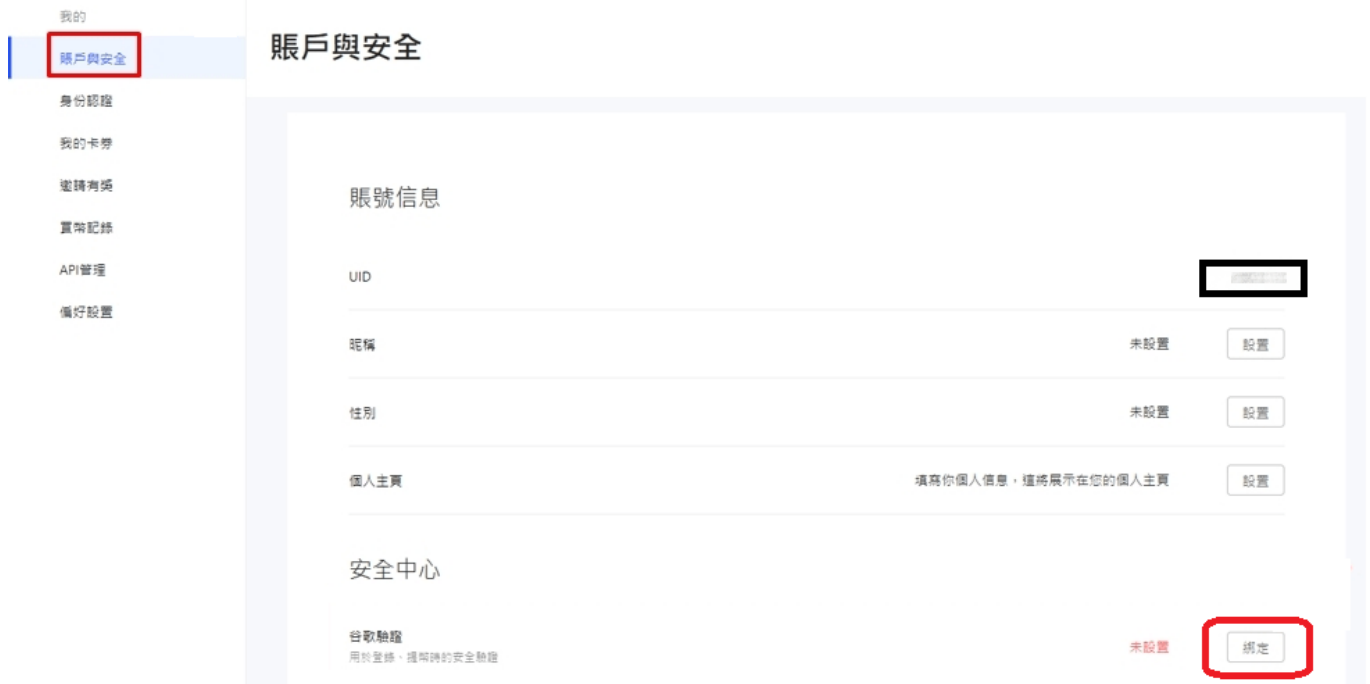 我的
賬戶與安全
身份認證
我的卡券
邀請有獎
置幣記錄
API管理
偏好設置
賬戶與安全
賬號信息
UID
昵稱 未設置 設置
性別 未設置 設置
個人主頁 填寫你個人信息,這將展示在您的個人主頁 設置
安全中心
谷歌驗證
用於登錄、提幣時的安全驗證
未設置 綁定